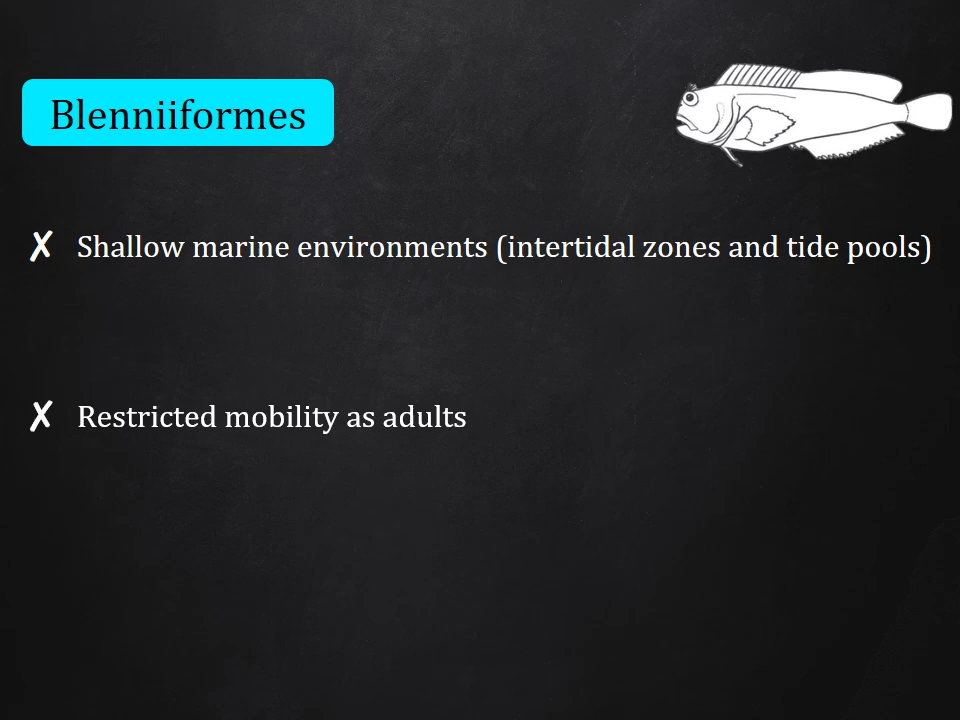 Blenniiformes
✗ Shallow marine environments (intertidal zones and tide pools)
✗ Restricted mobility as adults